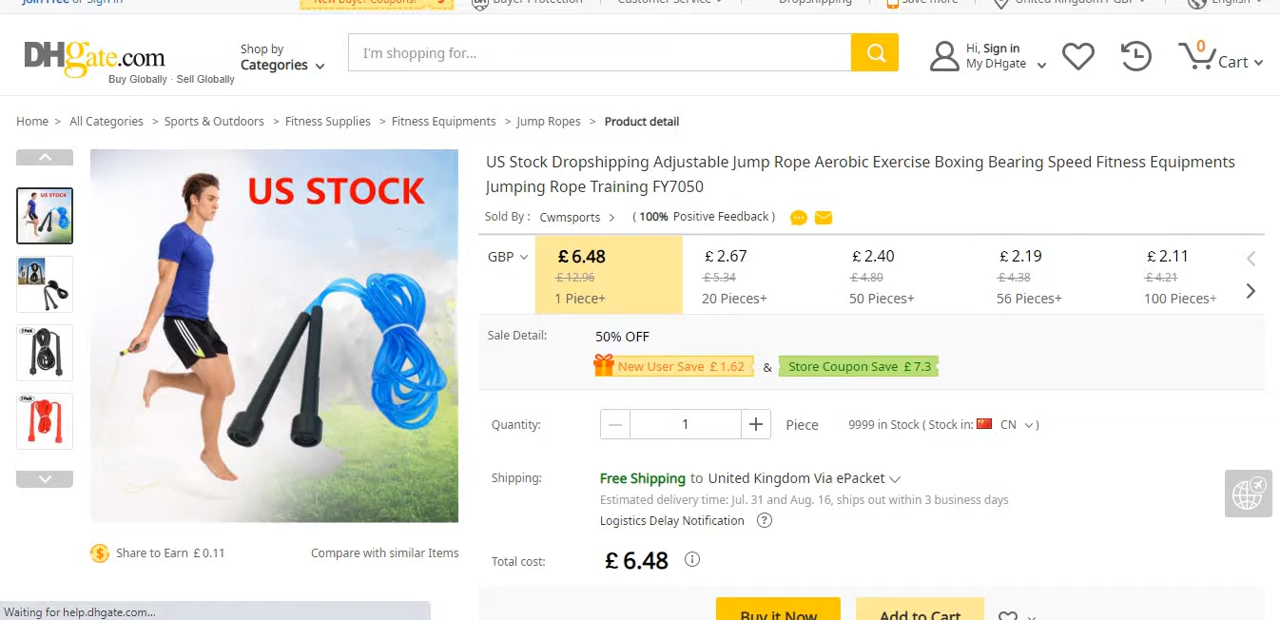 Join Free or Sign in
New Buyer Coupons! $
Buyer Protection
Customer Service
Dropshipping
Save more
United Kingdom / GBP
English
DHgate.com
Buy Globally · Sell Globally
Shop by
Categories
I'm shopping for...
Hi, Sign in
My DHgate
0
Cart
Home > All Categories > Sports & Outdoors > Fitness Supplies > Fitness Equipments > Jump Ropes > Product detail
US STOCK
US STOCK
US Stock Dropshipping Adjustable Jump Rope Aerobic Exercise Boxing Bearing Speed Fitness Equipments
Jumping Rope Training FY7050
Sold By : Cwmsports > ( 100% Positive Feedback )
GBP
£ 6.48 £ 2.67 £ 2.40 £ 2.19 £ 2.11
£ 12.96 £ 5.34 £ 4.80 £ 4.38 £ 4.21
1 Piece+ 20 Pieces+ 50 Pieces+ 56 Pieces+ 100 Pieces+
Sale Detail: 50% OFF
New User Save £ 1.62 & Store Coupon Save £ 7.3
Quantity: 1 Piece 9999 in Stock ( Stock in: CN )
Shipping: Free Shipping to United Kingdom Via ePacket
Estimated delivery time: Jul. 31 and Aug. 16, ships out within 3 business days
Logistics Delay Notification ?
Total cost: £ 6.48
$ Share to Earn £ 0.11
Compare with similar Items
Buy it Now
Add to Cart
Waiting for help.dhgate.com...